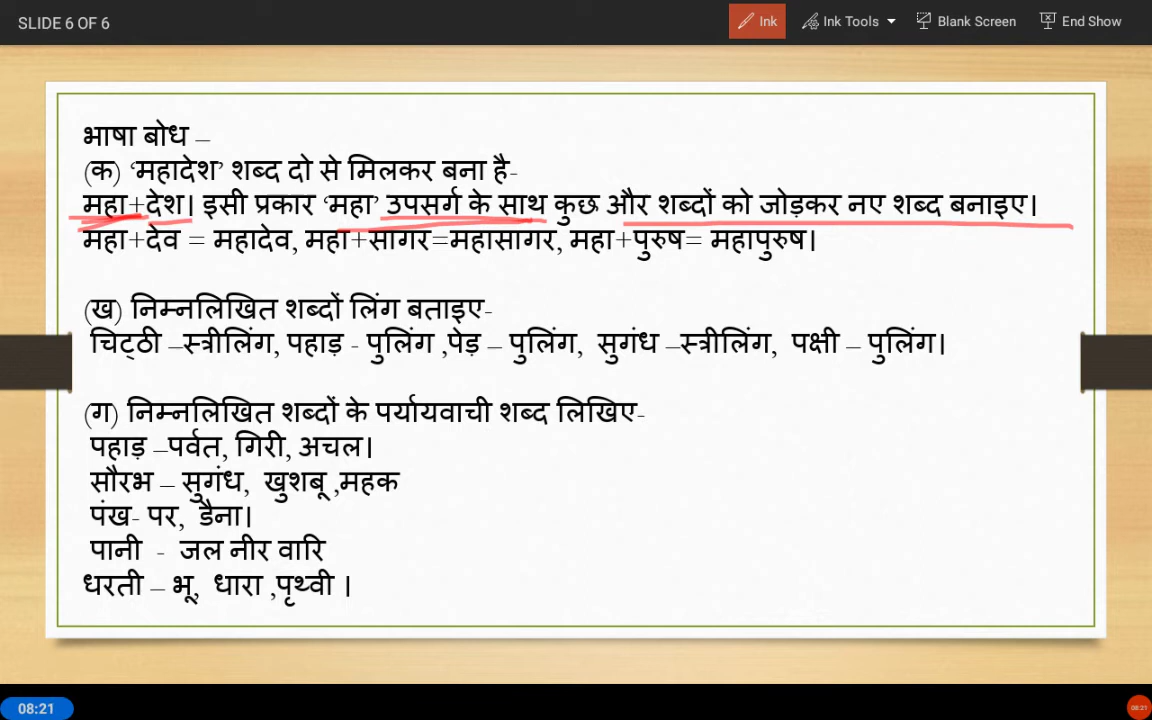 SLIDE 6 OF 6
Ink
Ink Tools
Blank Screen
End Show
भाषा बोध –
(क) ‘महादेश’ शब्द दो से मिलकर बना है-
महा+देश। इसी प्रकार ‘महा’ उपसर्ग के साथ कुछ और शब्दों को जोड़कर नए शब्द बनाइए।
महा+देव = महादेव, महा+सागर=महासागर, महा+पुरुष= महापुरुष।
(ख) निम्नलिखित शब्दों लिंग बताइए-
चिट्ठी –स्त्रीलिंग, पहाड़ - पुलिंग ,पेड़ – पुलिंग, सुगंध –स्त्रीलिंग, पक्षी – पुलिंग।
(ग) निम्नलिखित शब्दों के पर्यायवाची शब्द लिखिए-
पहाड़ –पर्वत, गिरी, अचल।
सौरभ – सुगंध, खुशबू ,महक
पंख- पर, डैना।
पानी - जल नीर वारि
धरती – भू, धारा ,पृथ्वी ।
08:21
08:21